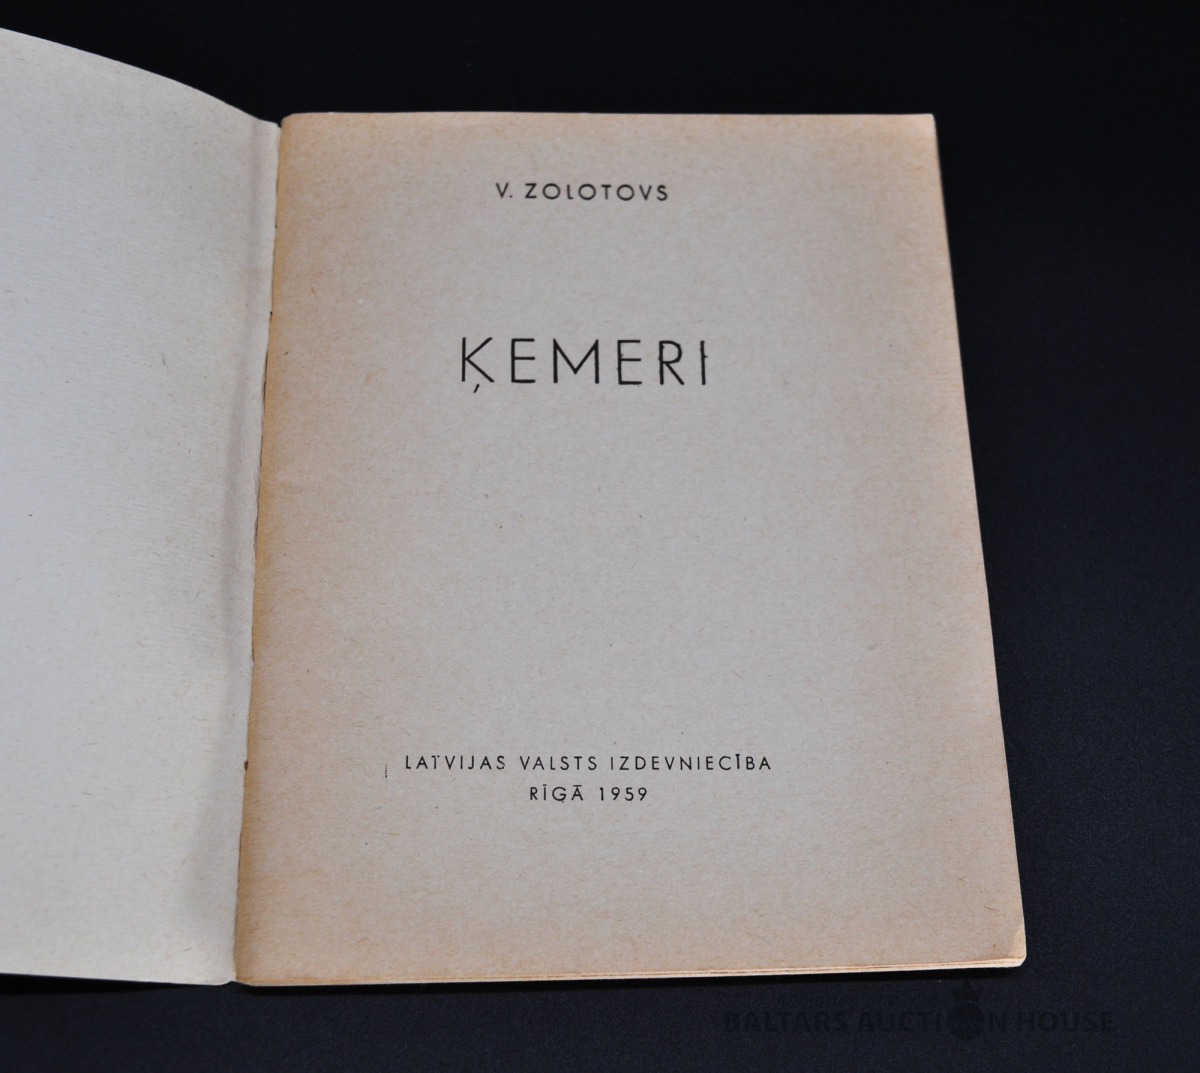 V. ZOLOTOVS
ĶEMERI
LATVIJAS VALSTS IZDEVNIECĪBA
RĪGĀ 1959
BALTARS AUCTION HOUSE